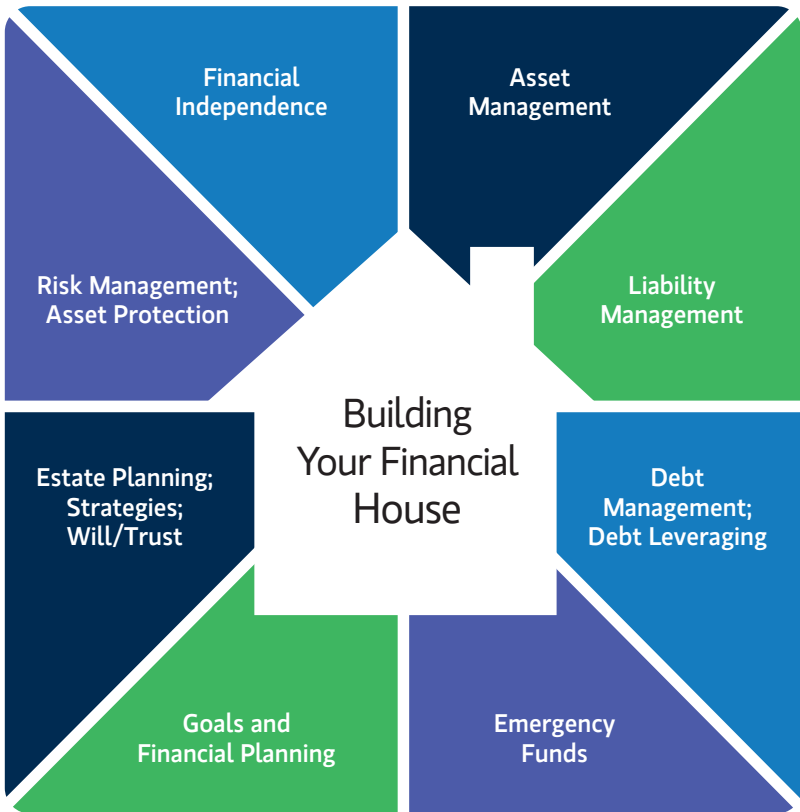 Financial
Independence
Asset
Management
Risk Management;
Asset Protection
Liability
Management
Building
Your Financial
House
Estate Planning;
Strategies;
Will/Trust
Debt
Management;
Debt Leveraging
Goals and
Financial Planning
Emergency
Funds